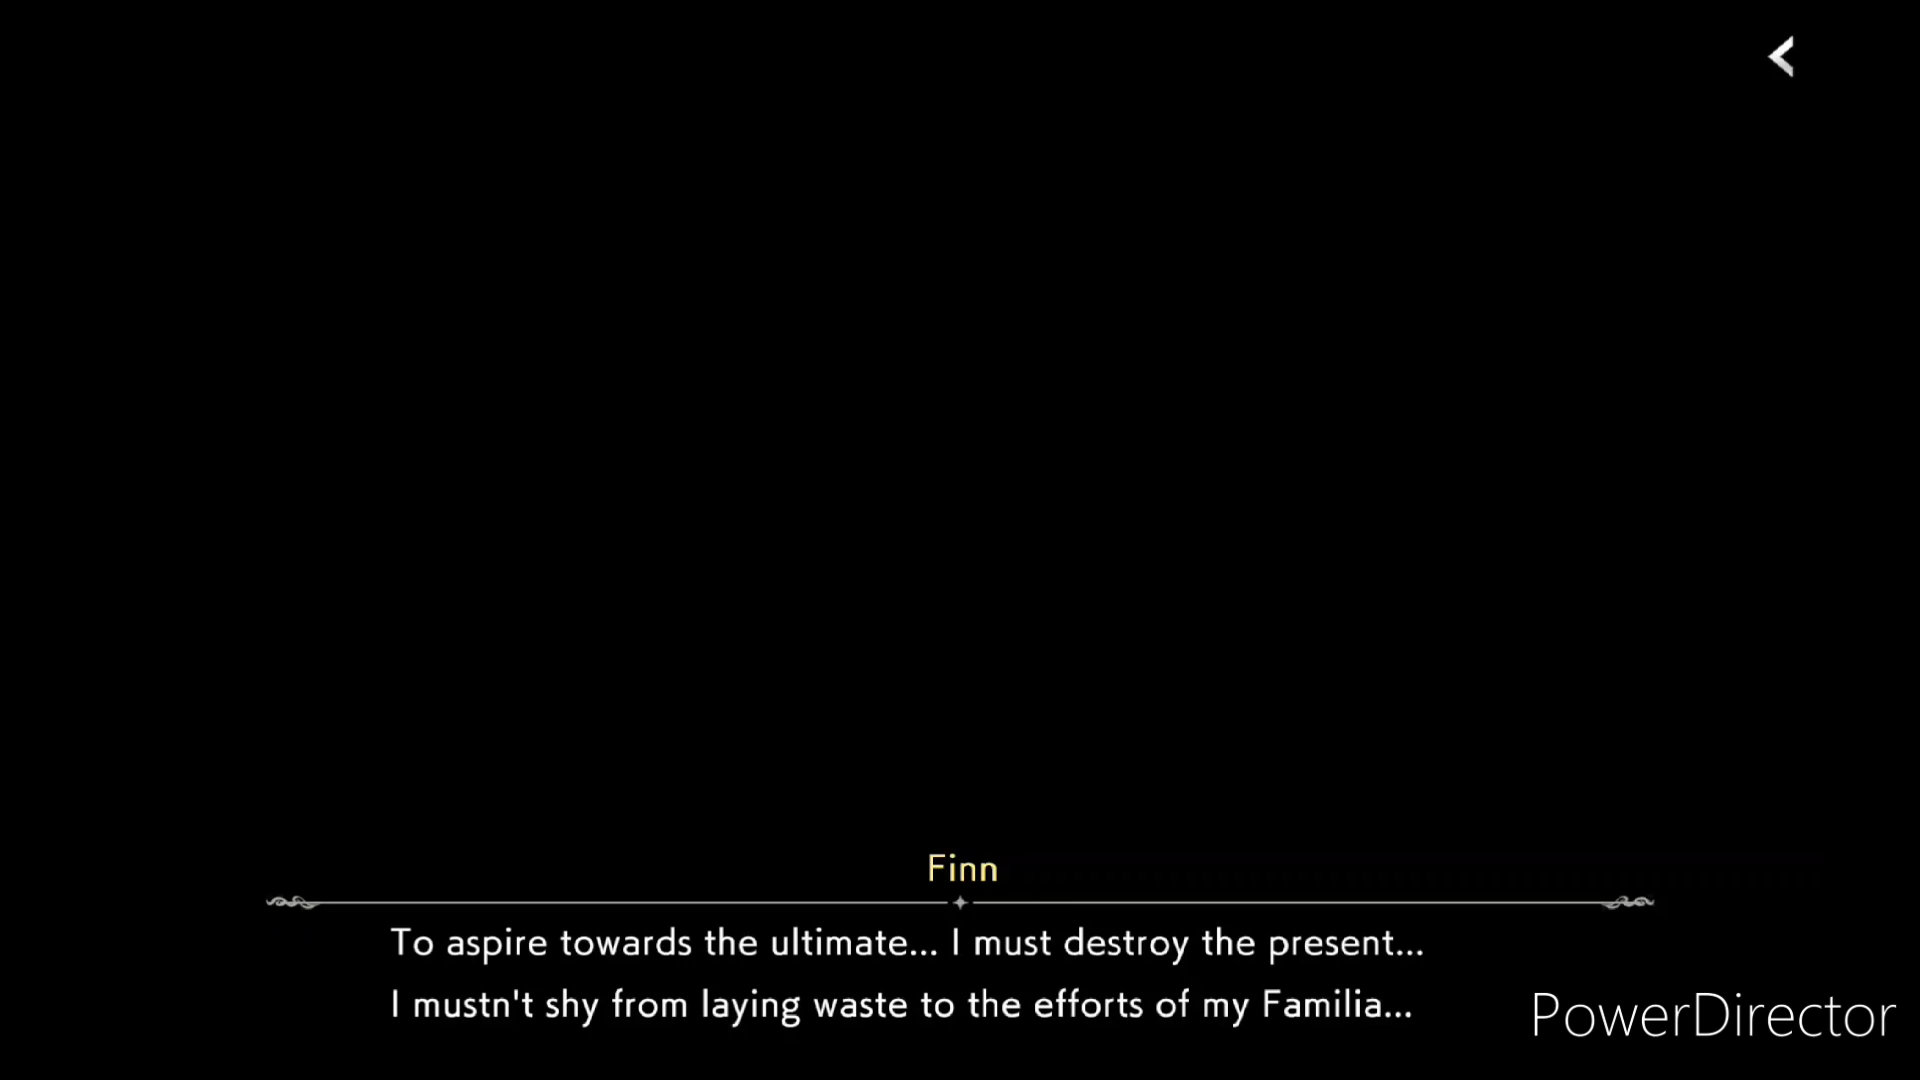 Finn
To aspire towards the ultimate... I must destroy the present...
I mustn't shy from laying waste to the efforts of my Familia...
PowerDirector